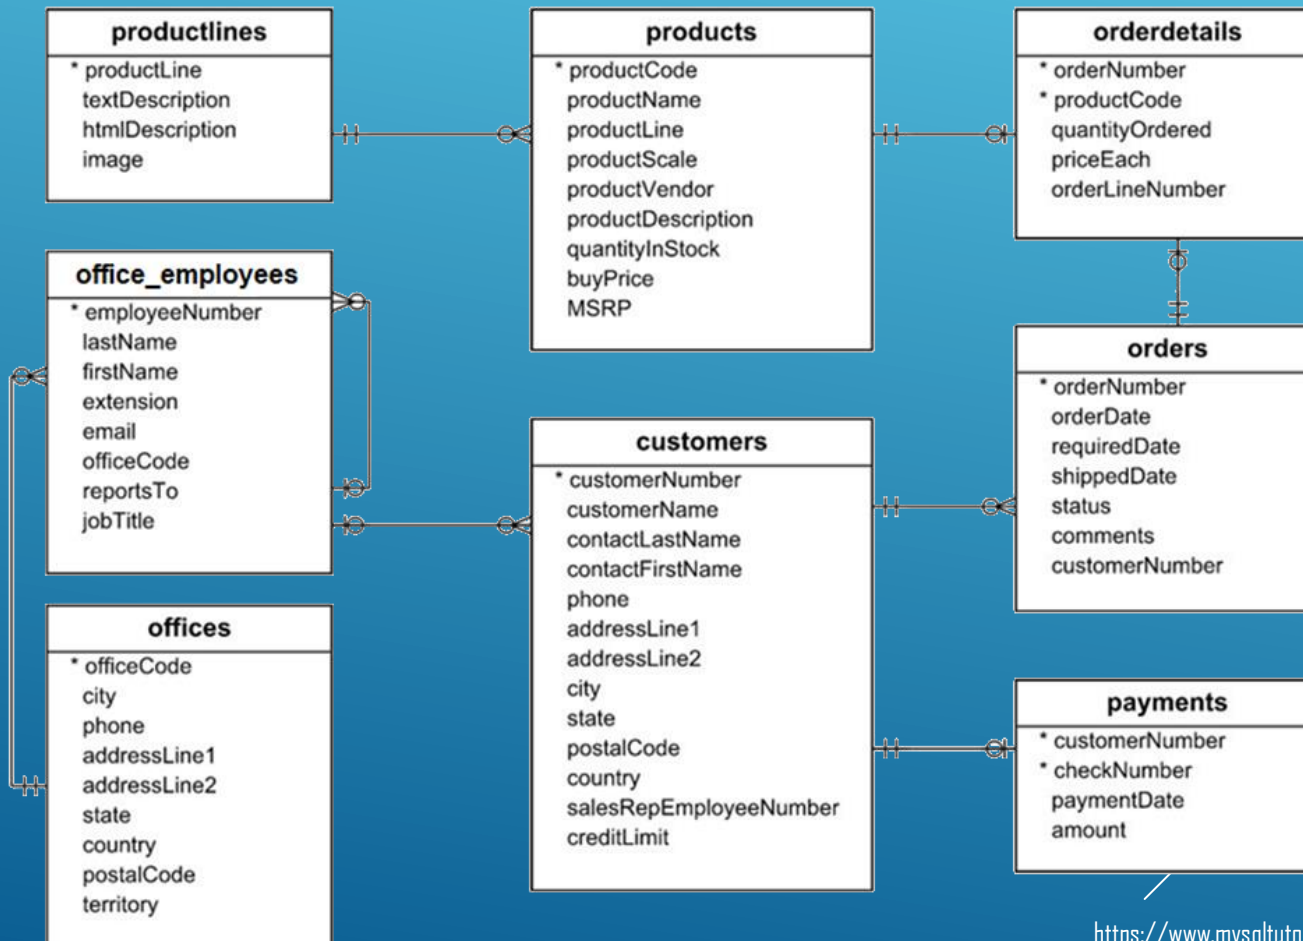 productlines
* productLine
textDescription
htmlDescription
image
products
* productCode
productName
productLine
productScale
productVendor
productDescription
quantityInStock
buyPrice
MSRP
orderdetails
* orderNumber
* productCode
quantityOrdered
priceEach
orderLineNumber
office_employees
* employeeNumber
lastName
firstName
extension
email
officeCode
reportsTo
jobTitle
customers
* customerNumber
customerName
contactLastName
contactFirstName
phone
addressLine1
addressLine2
city
state
postalCode
country
salesRepEmployeeNumber
creditLimit
orders
* orderNumber
orderDate
requiredDate
shippedDate
status
comments
customerNumber
offices
* officeCode
city
phone
addressLine1
addressLine2
state
country
postalCode
territory
payments
* customerNumber
* checkNumber
paymentDate
amount
https://www.mysqltuto